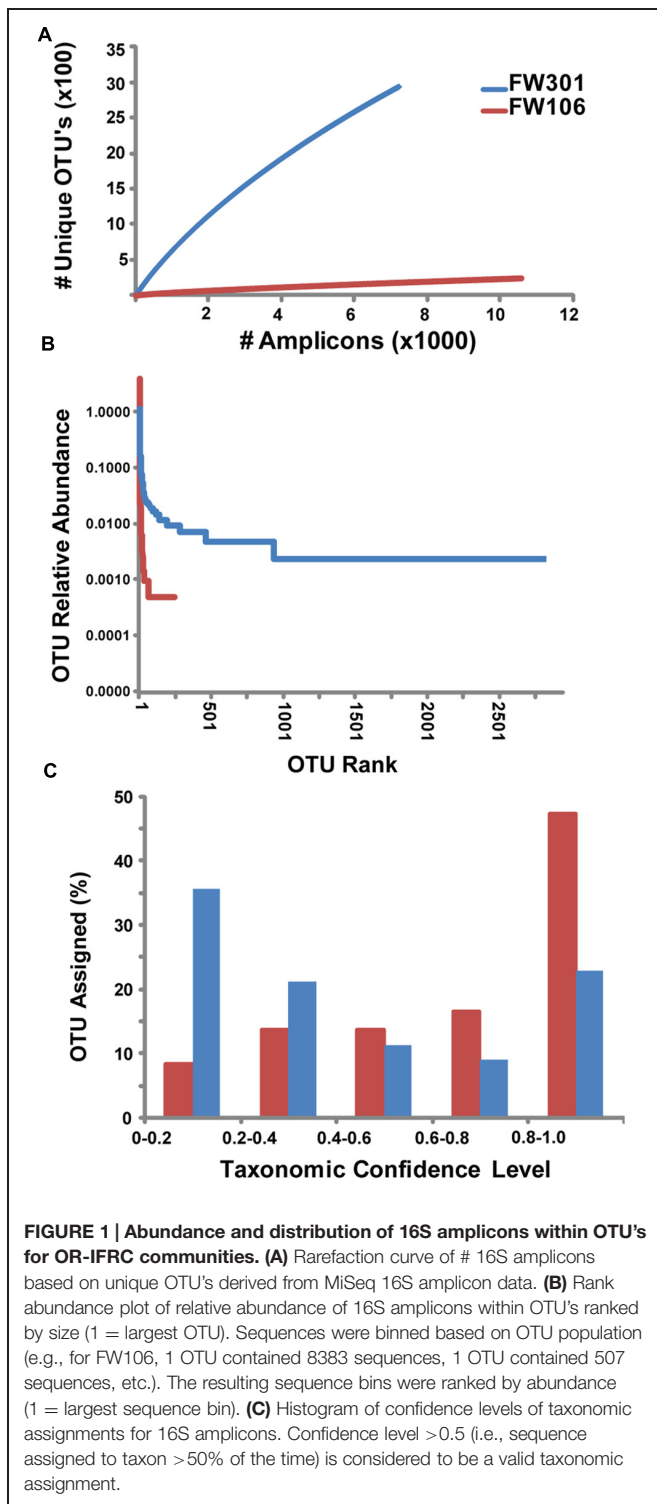 A
35
30
25
20
15
10
5
# Unique OTU's (x100)
FW301
FW106
2
4
6
8
10
12
# Amplicons (x1000)
B
1.0000
0.1000
0.0100
0.0010
0.0001
0.0000
OTU Relative Abundance
1
501
1001
1501
2001
2501
OTU Rank
C
50
40
30
20
10
0
OTU Assigned (%)
0-0.2
0.2-0.4
0.4-0.6
0.6-0.8
0.8-1.0
Taxonomic Confidence Level
FIGURE 1 | Abundance and distribution of 16S amplicons within OTU's
for OR-IFRC communities. (A) Rarefaction curve of # 16S amplicons
based on unique OTU's derived from MiSeq 16S amplicon data. (B) Rank
abundance plot of relative abundance of 16S amplicons within OTU's ranked
by size (1 = largest OTU). Sequences were binned based on OTU population
(e.g., for FW106, 1 OTU contained 8383 sequences, 1 OTU contained 507
sequences, etc.). The resulting sequence bins were ranked by abundance
(1 = largest sequence bin). (C) Histogram of confidence levels of taxonomic
assignments for 16S amplicons. Confidence level >0.5 (i.e., sequence
assigned to taxon >50% of the time) is considered to be a valid taxonomic
assignment.